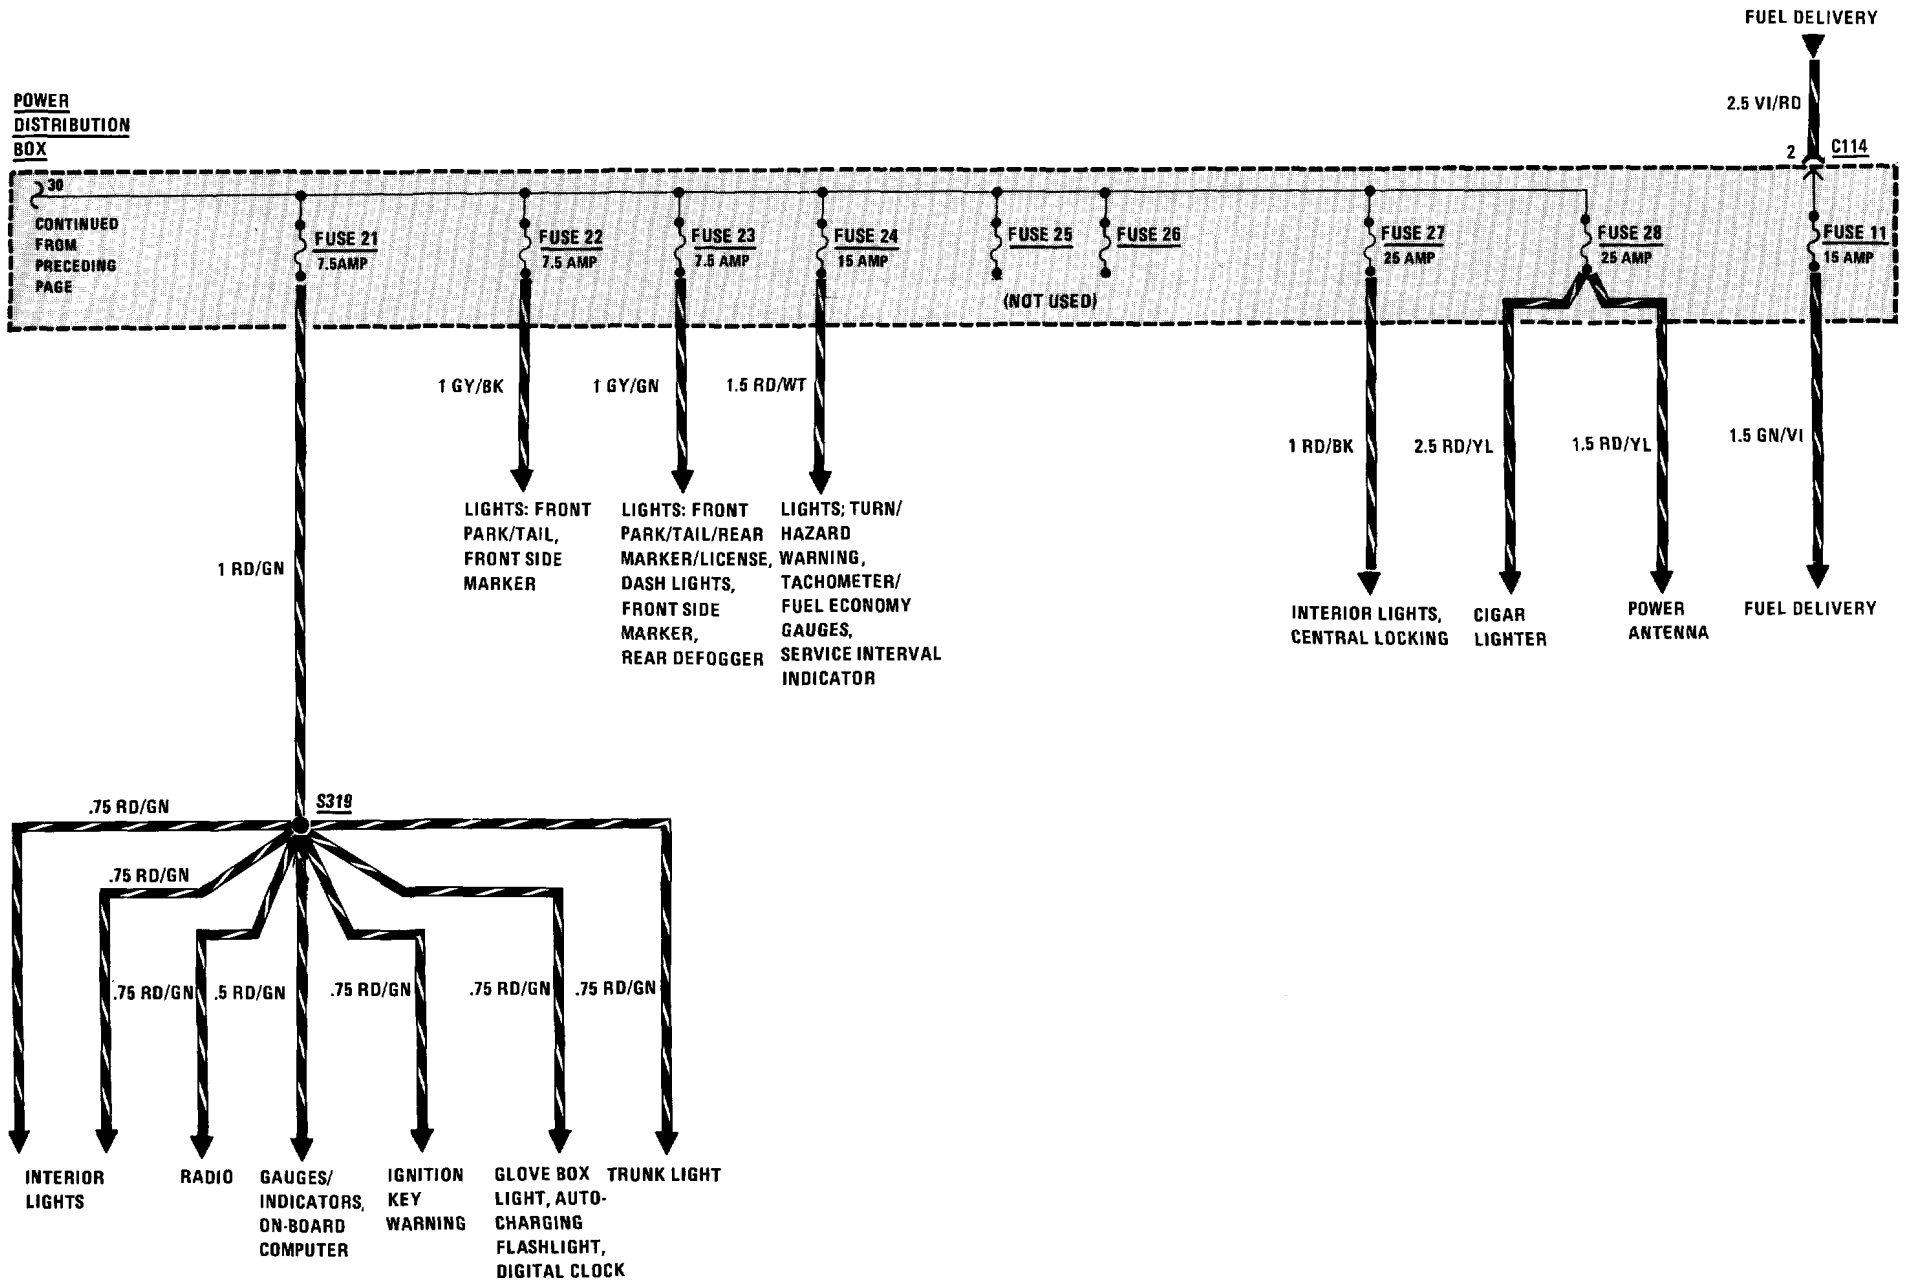 FUEL DELIVERY
2.5 VI/RD
POWER
DISTRIBUTION
BOX
2
C114
30
CONTINUED
FROM
PRECEDING
PAGE
FUSE 21
7.5AMP
FUSE 22
7.5 AMP
FUSE 23
7.5 AMP
FUSE 24
15 AMP
FUSE 25
FUSE 26
(NOT USED)
FUSE 27
25 AMP
FUSE 28
25 AMP
FUSE 11
15 AMP
1 GY/BK
1 GY/GN
1.5 RD/WT
1 RD/BK
2.5 RD/YL
1.5 RD/YL
1.5 GN/VI
LIGHTS: FRONT
PARK/TAIL,
FRONT SIDE
MARKER
LIGHTS: FRONT
PARK/TAIL/REAR
MARKER/LICENSE,
DASH LIGHTS,
FRONT SIDE
MARKER,
REAR DEFOGGER
LIGHTS; TURN/
HAZARD
WARNING,
TACHOMETER/
FUEL ECONOMY
GAUGES,
SERVICE INTERVAL
INDICATOR
INTERIOR LIGHTS,
CENTRAL LOCKING
CIGAR
LIGHTER
POWER
ANTENNA
FUEL DELIVERY
1 RD/GN
S319
.75 RD/GN
.75 RD/GN
.75 RD/GN
.5 RD/GN
.75 RD/GN
.75 RD/GN
.75 RD/GN
INTERIOR
LIGHTS
RADIO
GAUGES/
INDICATORS,
ON-BOARD
COMPUTER
IGNITION
KEY
WARNING
GLOVE BOX
LIGHT, AUTO-
CHARGING
FLASHLIGHT,
DIGITAL CLOCK
TRUNK LIGHT